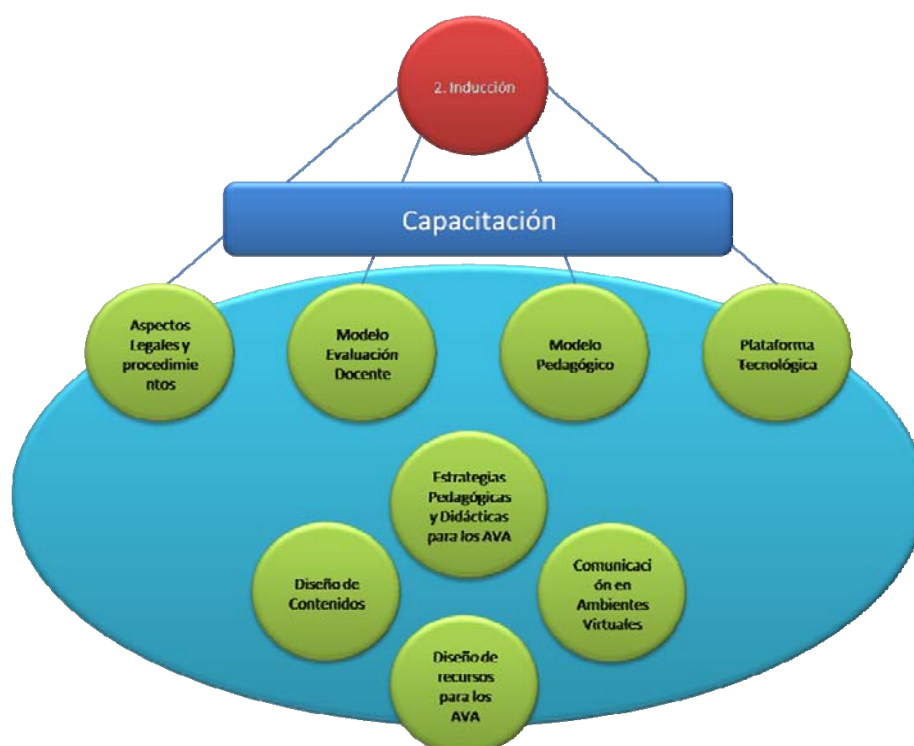 2. Inducción
Capacitación
Aspectos
Legales y
procedimie
ntos
Modelo
Evaluación
Docente
Modelo
Pedagógico
Plataforma
Tecnológica
Estrategias
Pedagógicas
y Didácticas
para los AVA
Diseño de
Contenidos
Comunicaci
ón en
Ambientes
Virtuales
Diseño de
recursos
para los
AVA